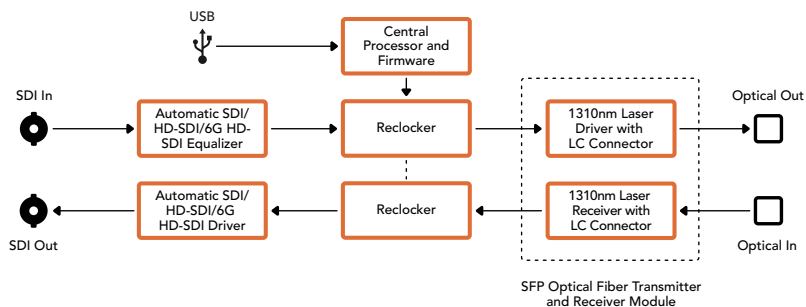 USB
Central
Processor and
Firmware
SDI In
Automatic SDI/
HD-SDI/6G HD-
SDI Equalizer
Reclocker
1310nm Laser
Driver with
LC Connector
Optical Out
Automatic SDI/
HD-SDI/6G
HD-SDI Driver
Reclocker
1310nm Laser
Receiver with
LC Connector
SDI Out
Optical In
SFP Optical Fiber Transmitter
and Receiver Module